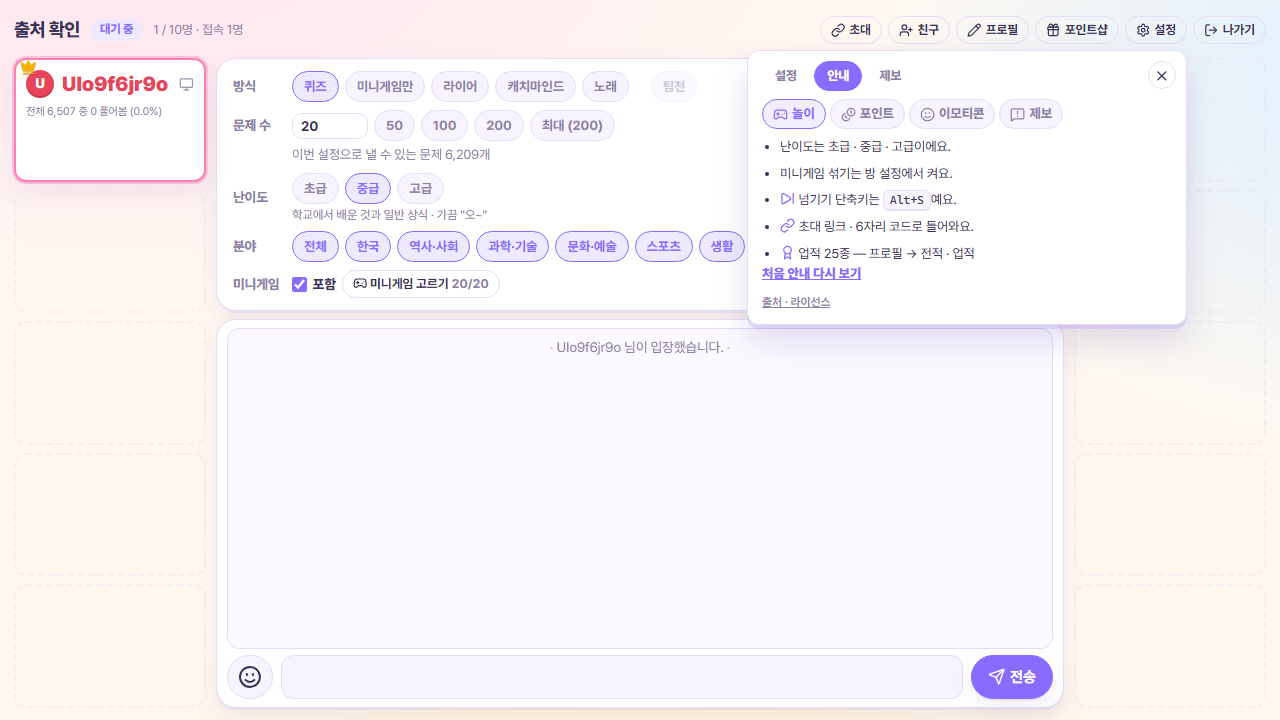 출처 확인 대기 중 1 / 10명 · 접속 1명
초대 친구 프로필 포인트샵 설정 나가기
U Ulo9f6jr9o
전체 6,507 중 0 풀어봄 (0.0%)
방식 퀴즈 미니게임만 라이어 캐치마인드 노래 팀전
문제 수 20 50 100 200 최대 (200)
이번 설정으로 낼 수 있는 문제 6,209개
난이도 초급 중급 고급
학교에서 배운 것과 일반 상식 · 가끔 "오~"
분야 전체 한국 역사·사회 과학·기술 문화·예술 스포츠 생활
미니게임 포함 미니게임 고르기 20/20
설정 안내 제보
놀이 포인트 이모티콘 제보
• 난이도는 초급 · 중급 · 고급이에요.
• 미니게임 섞기는 방 설정에서 켜요.
• 넘기기 단축키는 Alt+S예요.
• 초대 링크 · 6자리 코드로 들어와요.
• 업적 25종 — 프로필 → 전적 · 업적
처음 안내 다시 보기
출처 · 라이선스
· Ulo9f6jr9o 님이 입장했습니다. ·
전송